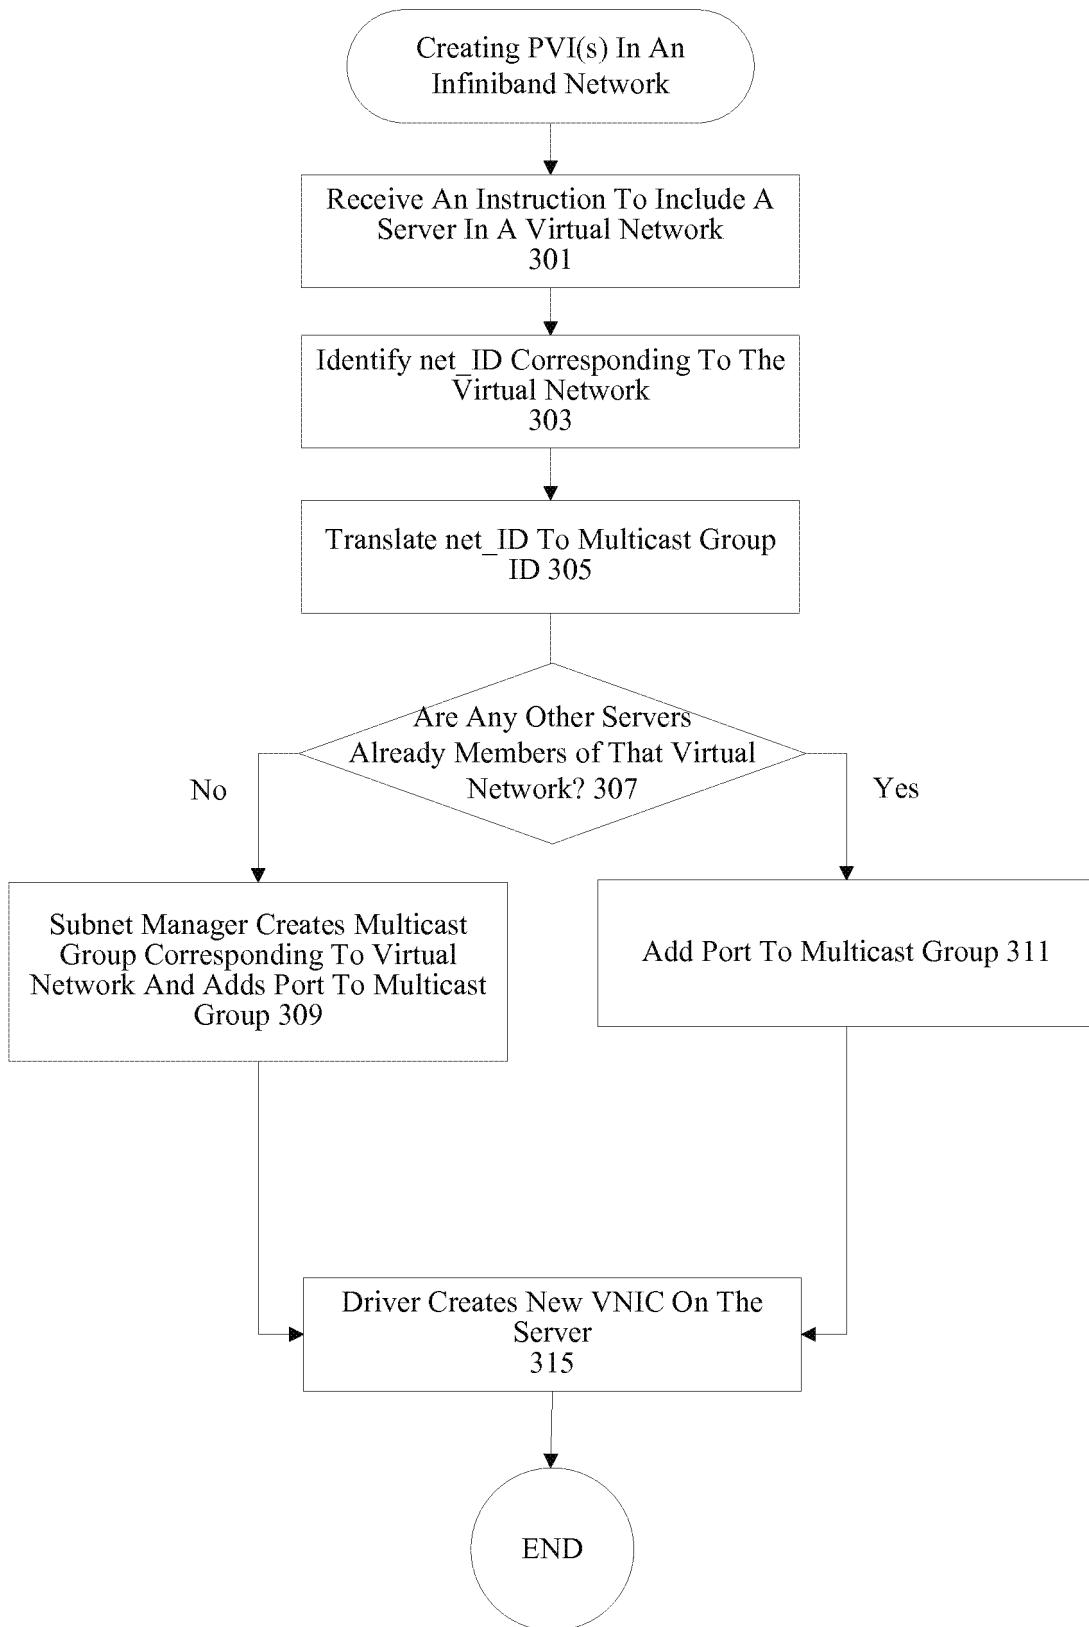 Creating PVI(s) In An
Infiniband Network
Receive An Instruction To Include A
Server In A Virtual Network
301
Identify net_ID Corresponding To The
Virtual Network
303
Translate net_ID To Multicast Group
ID 305
Are Any Other Servers
Already Members of That Virtual
Network? 307
No
Yes
Subnet Manager Creates Multicast
Group Corresponding To Virtual
Network And Adds Port To Multicast
Group 309
Add Port To Multicast Group 311
Driver Creates New VNIC On The
Server
315
END